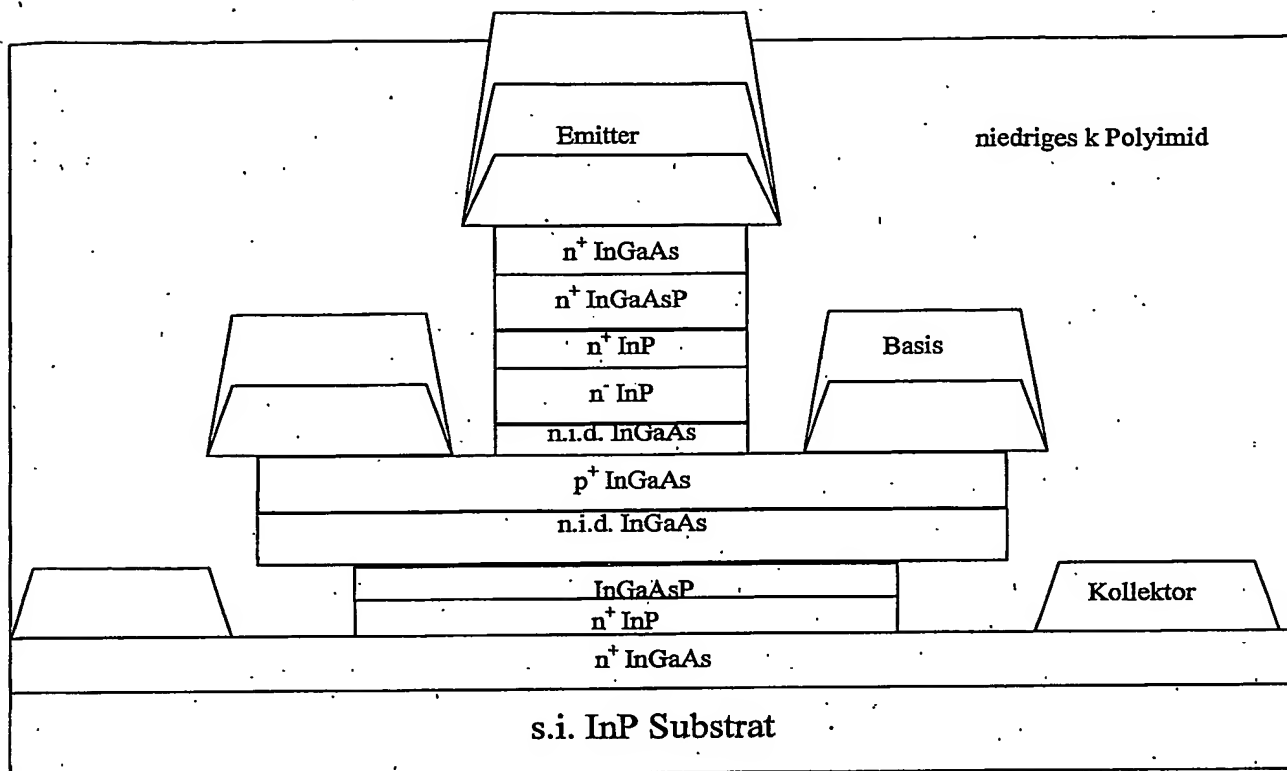 Emitter
niedriges k Polyimid
n⁺ InGaAs
n⁺ InGaAsP
n⁺ InP
Basis
n⁻ InP
n.i.d. InGaAs
p⁺ InGaAs
n.i.d. InGaAs
InGaAsP
Kollektor
n⁺ InP
n⁺ InGaAs
s.i. InP Substrat